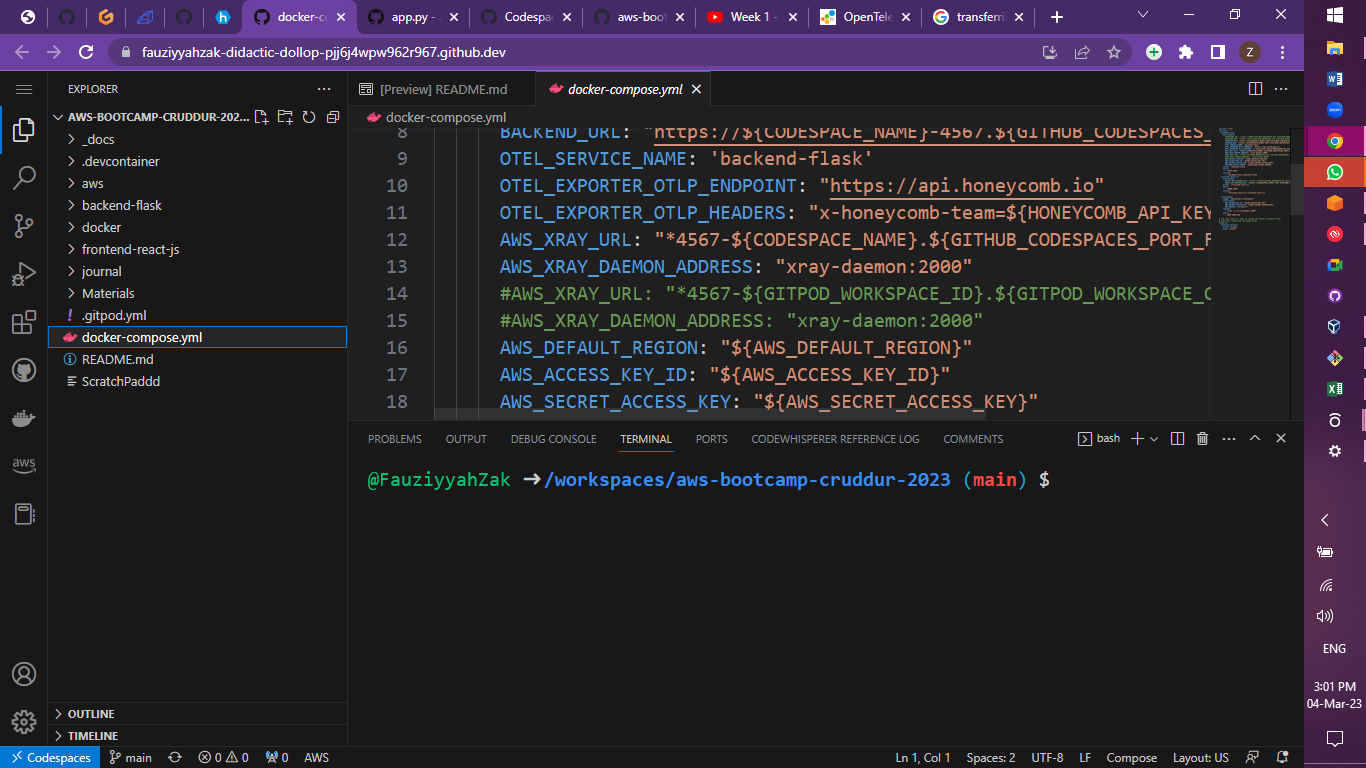 docker-c
app.py -
Codespa
aws-boo
Week 1 -
OpenTele
transferri
fauziyyahzak-didactic-dollop-pjj6j4wpw962r967.github.dev
Z
EXPLORER
AWS-BOOTCAMP-CRUDDUR-202...
_docs
.devcontainer
aws
backend-flask
docker
frontend-react-js
journal
Materials
.gitpod.yml
docker-compose.yml
README.md
ScratchPaddd
OUTLINE
TIMELINE
[Preview] README.md
docker-compose.yml
docker-compose.yml
8 BACKEND_URL: "https://${CODESPACE_NAME}-4567.${GITHUB_CODESPACES_
9 OTEL_SERVICE_NAME: 'backend-flask'
10 OTEL_EXPORTER_OTLP_ENDPOINT: "https://api.honeycomb.io"
11 OTEL_EXPORTER_OTLP_HEADERS: "x-honeycomb-team=${HONEYCOMB_API_KEY
12 AWS_XRAY_URL: "*4567-${CODESPACE_NAME}.${GITHUB_CODESPACES_PORT_F
13 AWS_XRAY_DAEMON_ADDRESS: "xray-daemon:2000"
14 #AWS_XRAY_URL: "*4567-${GITPOD_WORKSPACE_ID}.${GITPOD_WORKSPACE_C
15 #AWS_XRAY_DAEMON_ADDRESS: "xray-daemon:2000"
16 AWS_DEFAULT_REGION: "${AWS_DEFAULT_REGION}"
17 AWS_ACCESS_KEY_ID: "${AWS_ACCESS_KEY_ID}"
18 AWS_SECRET_ACCESS_KEY: "${AWS_SECRET_ACCESS_KEY}"
PROBLEMS OUTPUT DEBUG CONSOLE TERMINAL PORTS CODEWHISPERER REFERENCE LOG COMMENTS bash
@FauziyyahZak ➜/workspaces/aws-bootcamp-cruddur-2023 (main) $
aws
Codespaces main 0 0 0 AWS Ln 1, Col 1 Spaces: 2 UTF-8 LF Compose Layout: US
ENG
3:01 PM
04-Mar-23